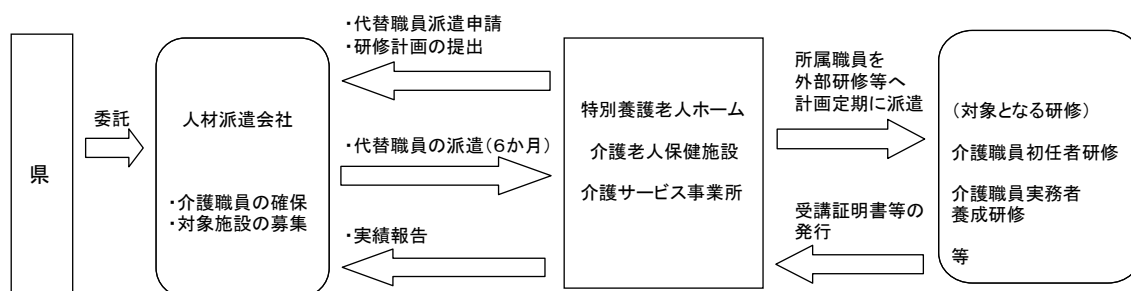 県
委託
人材派遣会社
・介護職員の確保
・対象施設の募集
・代替職員派遣申請
・研修計画の提出
・代替職員の派遣(6か月)
・実績報告
特別養護老人ホーム
介護老人保健施設
介護サービス事業所
所属職員を
外部研修等へ
計画定期に派遣
受講証明書等の
発行
(対象となる研修)
介護職員初任者研修
介護職員実務者
養成研修
等